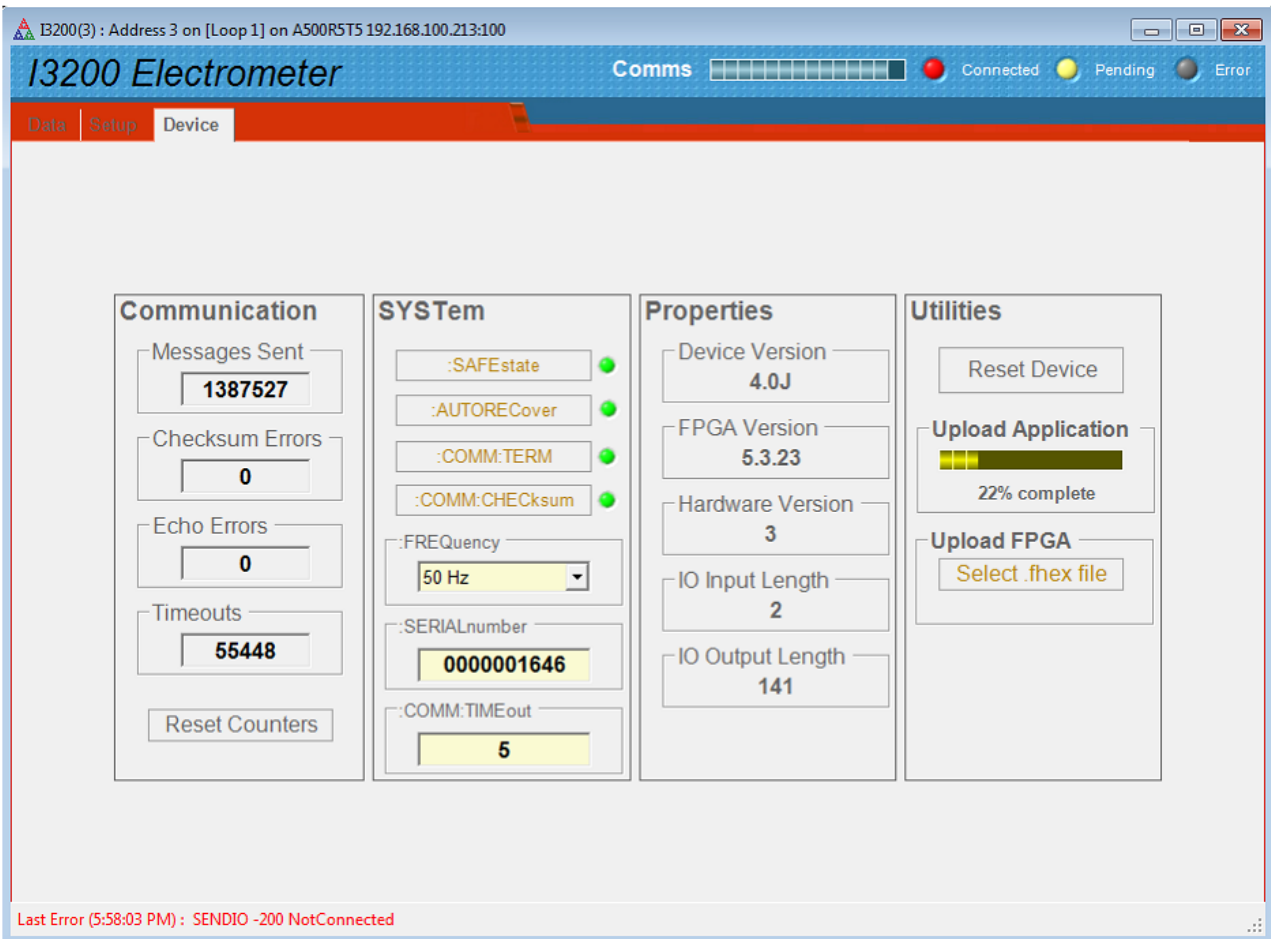 I3200(3) : Address 3 on [Loop 1] on A500R5T5 192.168.100.213:100
I3200 Electrometer
Comms
Connected
Pending
Error
Data
Setup
Device
Communication
Messages Sent
1387527
Checksum Errors
0
Echo Errors
0
Timeouts
55448
Reset Counters
SYSTem
:SAFEstate
:AUTORECover
:COMM:TERM
:COMM:CHECksum
:FREQuency
50 Hz
:SERIALnumber
0000001646
:COMM:TIMEout
5
Properties
Device Version
4.0J
FPGA Version
5.3.23
Hardware Version
3
IO Input Length
2
IO Output Length
141
Utilities
Reset Device
Upload Application
22% complete
Upload FPGA
Select .fhex file
Last Error (5:58:03 PM) : SENDIO -200 NotConnected